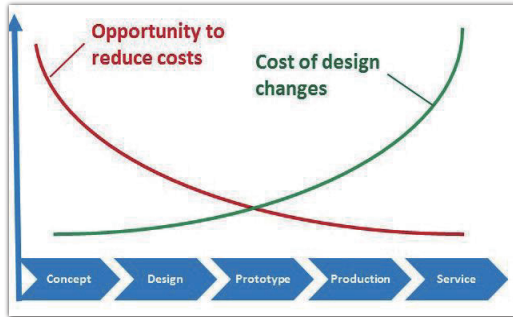 Opportunity to
reduce costs
Cost of design
changes
Concept
Design
Prototype
Production
Service